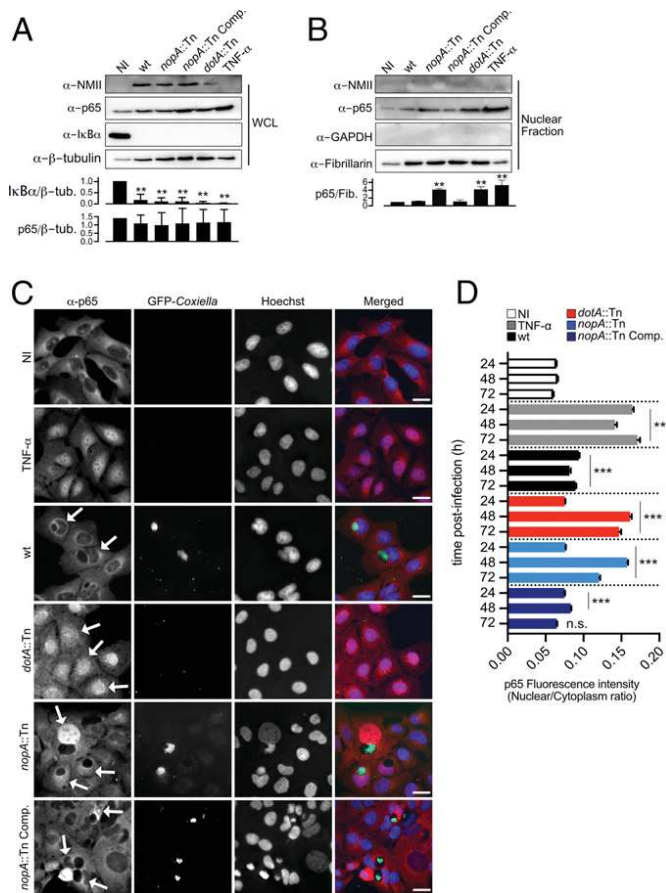 A
NI
wt
nopA::Tn
nopA::Tn Comp.
dotA::Tn
TNF-α
α-NMII
α-p65
α-IκBα
α-β-tubulin
WCL
IκBα/β-tub.
1.0
0.5
0.0
** ** ** ** **
p65/β-tub.
1.0
0.5
0.0
B
NI
wt
nopA::Tn
nopA::Tn Comp.
dotA::Tn
TNF-α
α-NMII
α-p65
α-GAPDH
α-Fibrillarin
Nuclear
Fraction
p65/Fib.
6
4
2
0
** ** **
C
α-p65 GFP-Coxiella Hoechst Merged
NI
TNF-α
wt
dotA::Tn
nopA::Tn
nopA::Tn Comp.
D
NI
TNF-α
wt
dotA::Tn
nopA::Tn
nopA::Tn Comp.
time post-infection (h)
24
48
72
24
48
72
**
24
48
72
***
24
48
72
***
24
48
72
***
24
48
72
***
n.s.
0.00 0.05 0.10 0.15 0.20
p65 Fluorescence intensity
(Nuclear/Cytoplasm ratio)